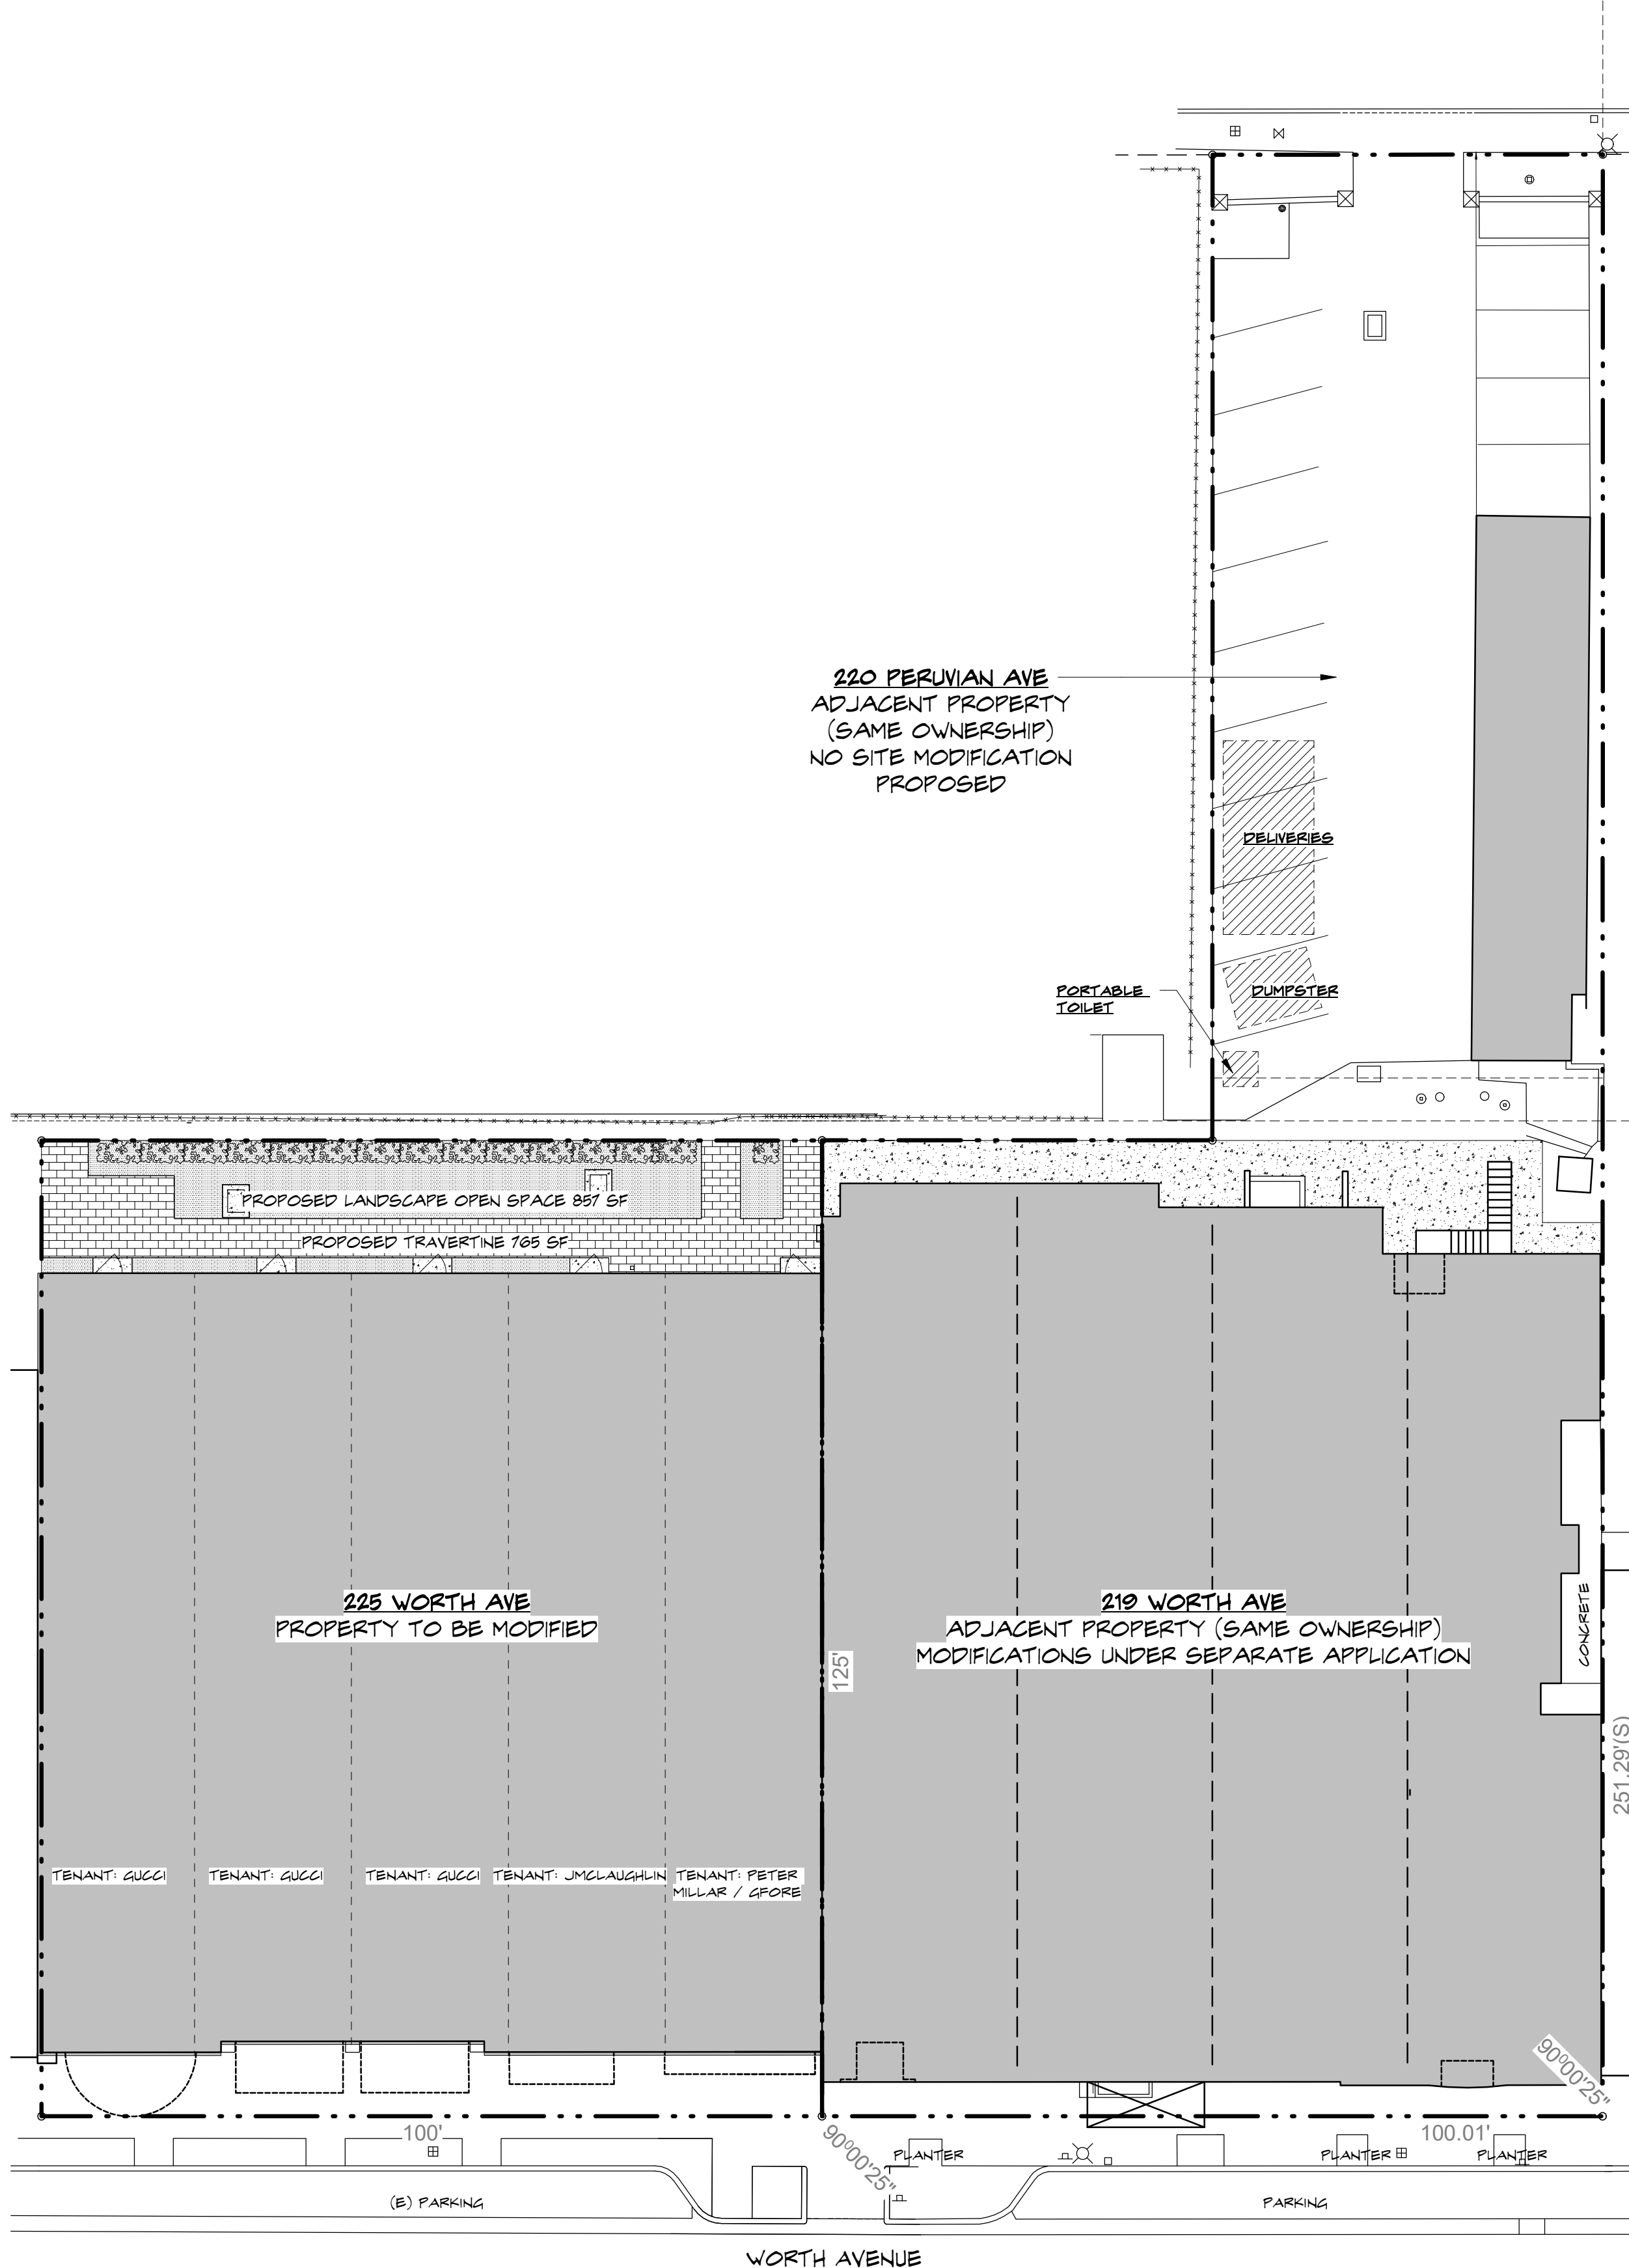 220 PERUVIAN AVE
ADJACENT PROPERTY
(SAME OWNERSHIP)
NO SITE MODIFICATION
PROPOSED
DELIVERIES
PORTABLE
TOILET
DUMPSTER
PROPOSED LANDSCAPE OPEN SPACE 857 SF
PROPOSED TRAVERTINE 765 SF
225 WORTH AVE
PROPERTY TO BE MODIFIED
219 WORTH AVE
ADJACENT PROPERTY (SAME OWNERSHIP)
MODIFICATIONS UNDER SEPARATE APPLICATION
CONCRETE
125'
251.29'(S)
TENANT: GUCCI
TENANT: GUCCI
TENANT: GUCCI
TENANT: JMCLAUGHLIN
TENANT: PETER
MILLAR / GFORE
90°00'25"
100'
90°00'25"
100.01'
PLANTER
PLANTER
PLANTER
(E) PARKING
PARKING
WORTH AVENUE